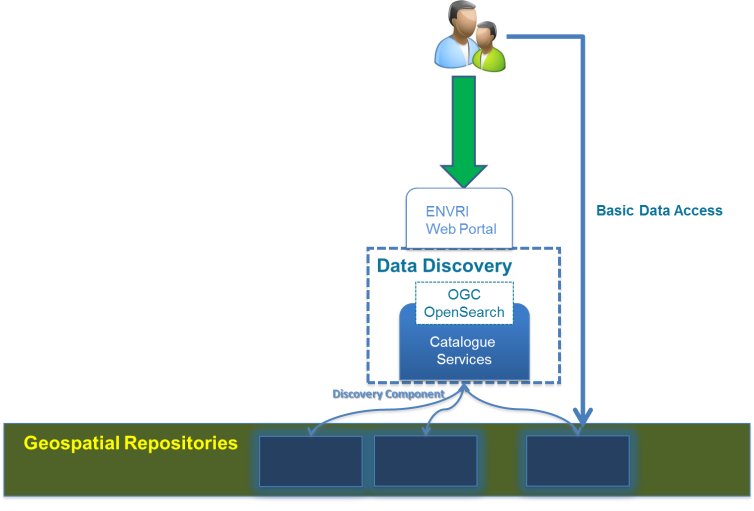 ENVRI
Web Portal
Basic Data Access
Data Discovery
OGC
OpenSearch
Catalogue
Services
Discovery Component
Geospatial Repositories